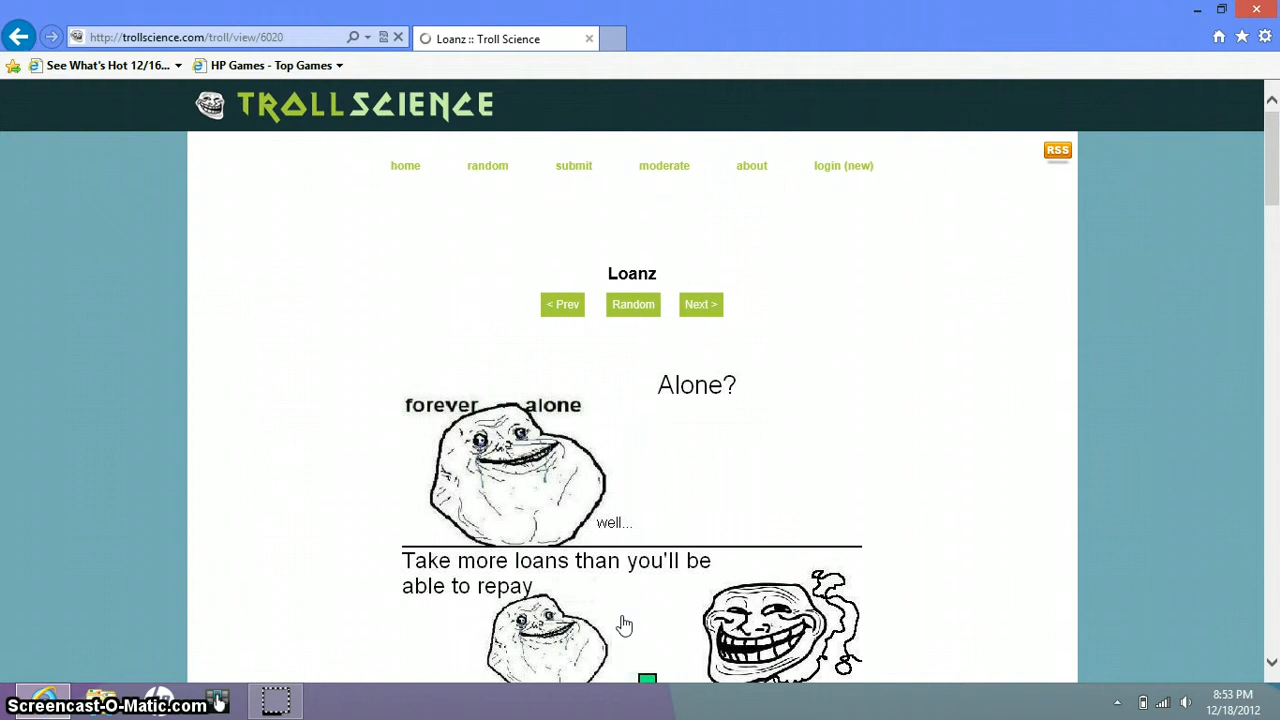 http://trollscience.com/troll/view/6020
Loanz :: Troll Science
See What's Hot 12/16...
HP Games - Top Games
TROLLSCIENCE
RSS
home random submit moderate about login (new)
Loanz
< Prev Random Next >
Alone?
forever alone
well...
Take more loans than you'll be
able to repay
Screencast-O-Matic.com
8:53 PM
12/18/2012